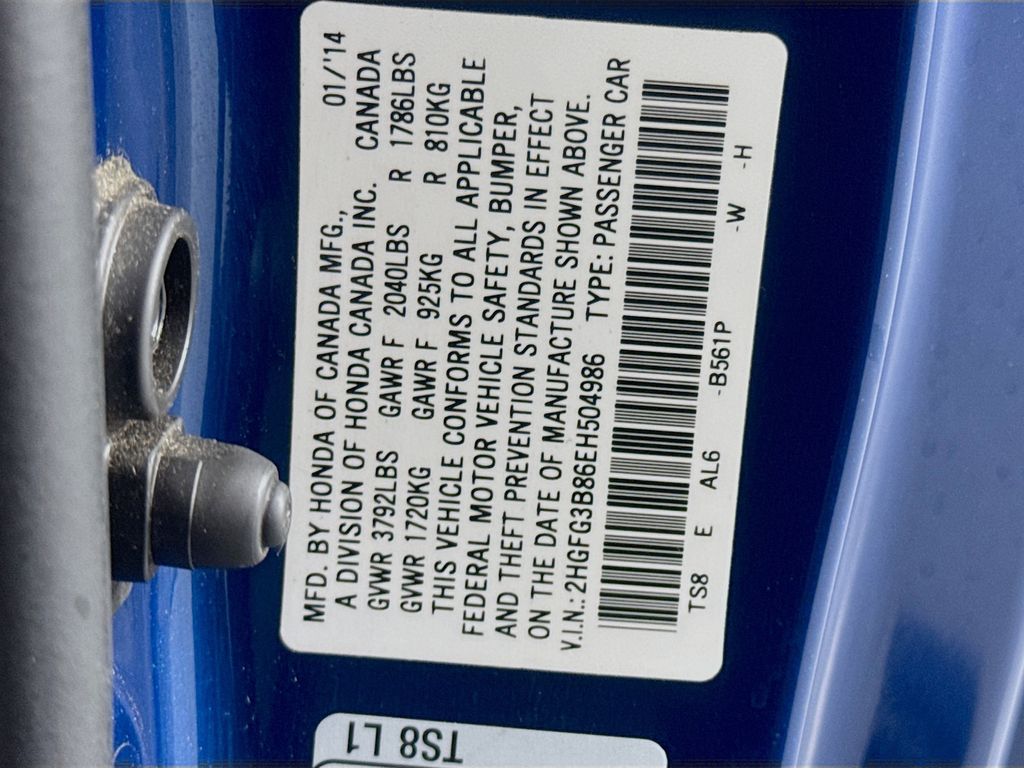 MFD. BY HONDA OF CANADA MFG., 01/'14
A DIVISION OF HONDA CANADA INC. CANADA
GVWR 3792LBS GAWR F 2040LBS R 1786LBS
GVWR 1720KG GAWR F 925KG R 810KG
THIS VEHICLE CONFORMS TO ALL APPLICABLE
FEDERAL MOTOR VEHICLE SAFETY, BUMPER,
AND THEFT PREVENTION STANDARDS IN EFFECT
ON THE DATE OF MANUFACTURE SHOWN ABOVE.
V.I.N.: 2HGFG3B86EH504986 TYPE: PASSENGER CAR
TS8 E AL6 -B561P -W -H
TS8 L1